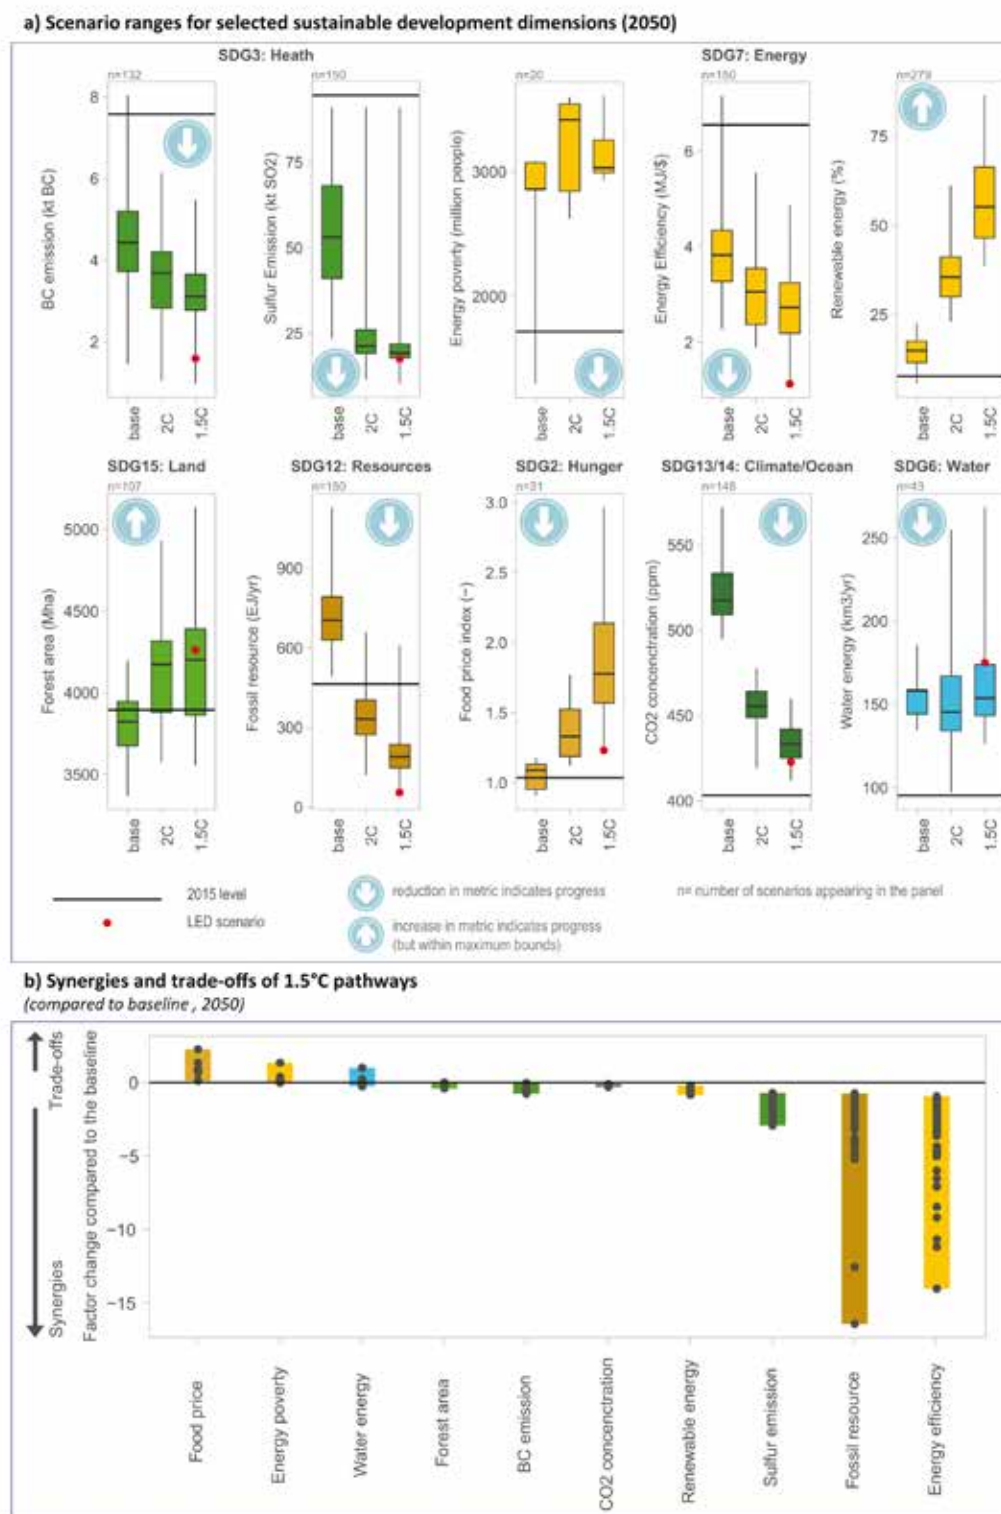 a) Scenario ranges for selected sustainable development dimensions (2050)
SDG3: Heath
SDG7: Energy
n=132
n=150
n=20
n=180
n=279
BC emission (kt BC)
8
6
4
2
Sulfur Emission (kt SO2)
75
50
25
Energy poverty (million people)
3000
2000
Energy Efficiency (MJ/$)
6
4
2
Renewable energy (%)
75
50
25
base
2C
1.5C
base
2C
1.5C
base
2C
1.5C
base
2C
1.5C
base
2C
1.5C
SDG15: Land
SDG12: Resources
SDG2: Hunger
SDG13/14: Climate/Ocean
SDG6: Water
n=107
n=180
n=31
n=148
n=43
Forest area (Mha)
5000
4500
4000
3500
Fossil resource (EJ/yr)
900
600
300
0
Food price index (−)
3.0
2.5
2.0
1.5
1.0
CO2 concenctration (ppm)
550
500
450
400
Water energy (km3/yr)
250
200
150
100
base
2C
1.5C
base
2C
1.5C
base
2C
1.5C
base
2C
1.5C
base
2C
1.5C
2015 level
LED scenario
reduction in metric indicates progress
increase in metric indicates progress
(but within maximum bounds)
n= number of scenarios appearing in the panel
b) Synergies and trade-offs of 1.5°C pathways
(compared to baseline , 2050)
Trade-offs
Synergies
Factor change compared to the baseline
0
−5
−10
−15
Food price
Energy poverty
Water energy
Forest area
BC emission
CO2 concenctration
Renewable energy
Sulfur emission
Fossil resource
Energy efficiency